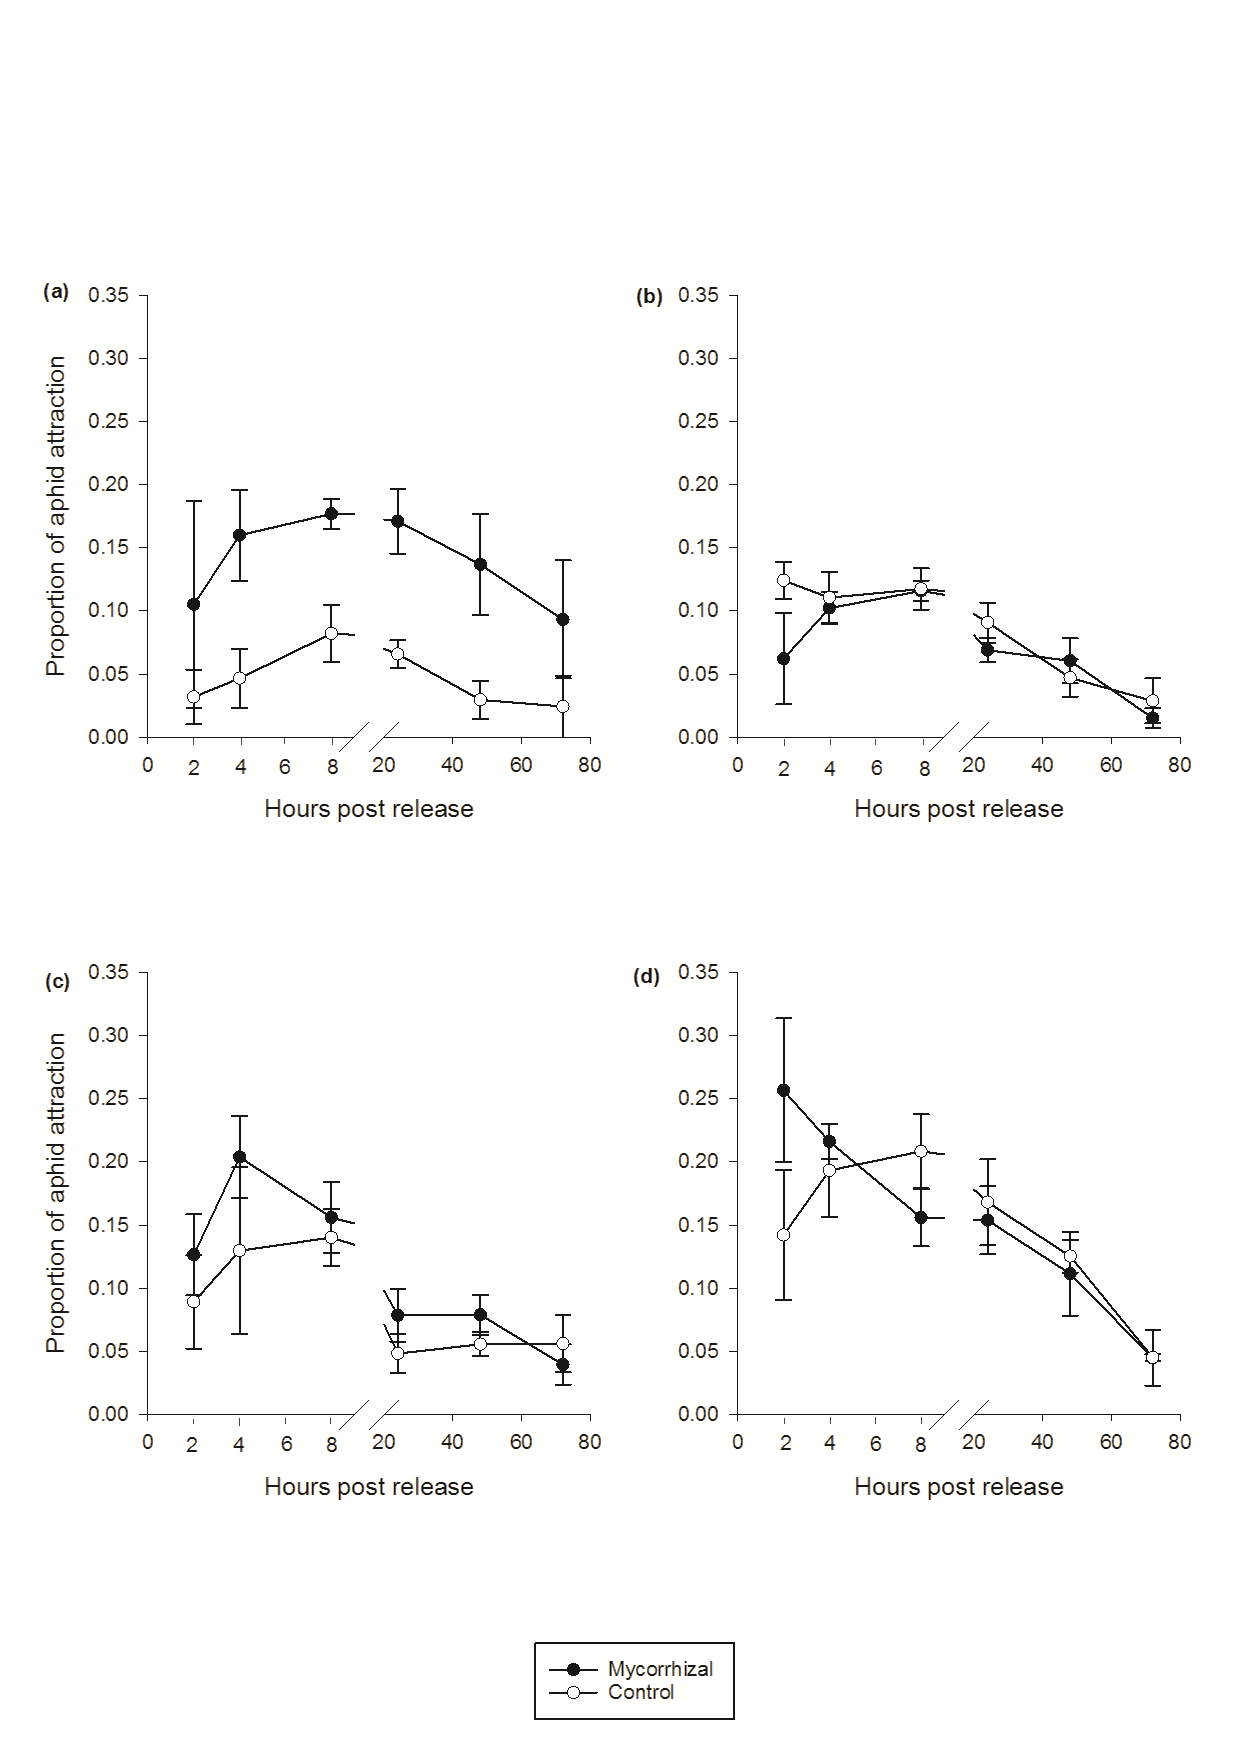 (a)
0.35
0.30
0.25
0.20
0.15
0.10
0.05
0.00
Proportion of aphid attraction
0 2 4 6 8 20 40 60 80
Hours post release
(b)
0.35
0.30
0.25
0.20
0.15
0.10
0.05
0.00
0 2 4 6 8 20 40 60 80
Hours post release
(c)
0.35
0.30
0.25
0.20
0.15
0.10
0.05
0.00
Proportion of aphid attraction
0 2 4 6 8 20 40 60 80
Hours post release
(d)
0.35
0.30
0.25
0.20
0.15
0.10
0.05
0.00
0 2 4 6 8 20 40 60 80
Hours post release
Mycorrhizal
Control